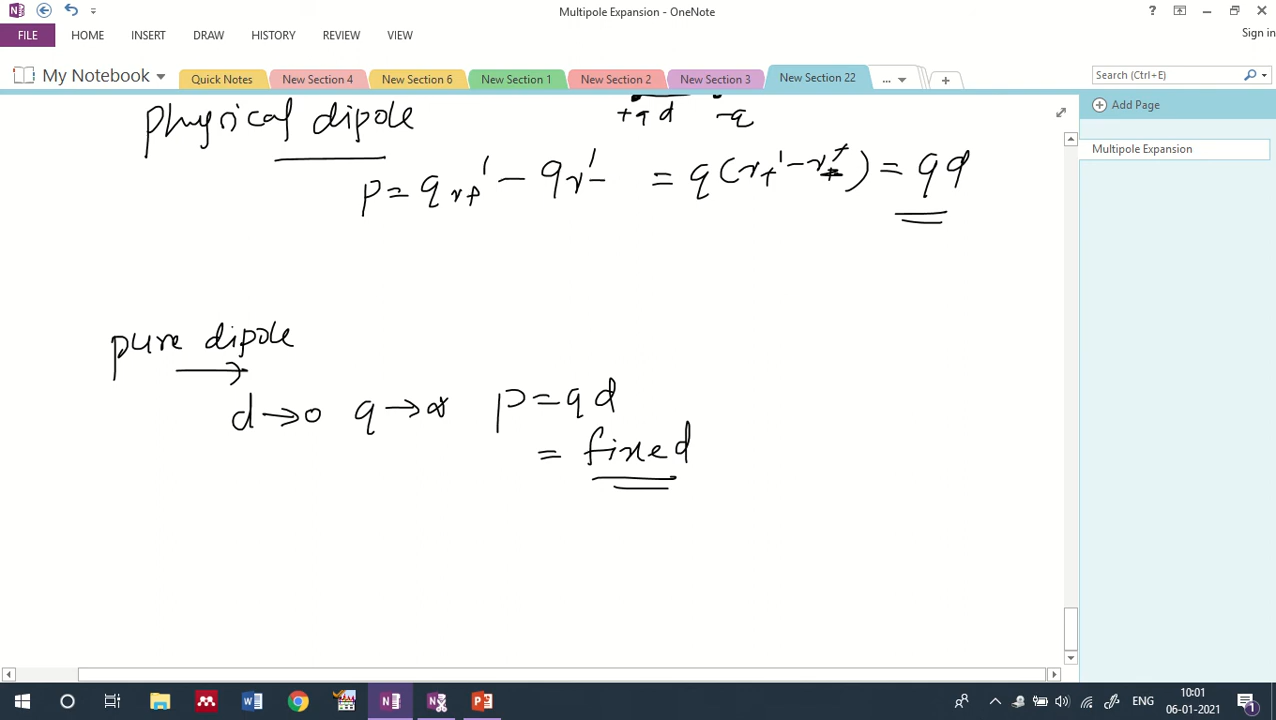 Multipole Expansion - OneNote
Sign in
FILE HOME INSERT DRAW HISTORY REVIEW VIEW
My Notebook Quick Notes New Section 4 New Section 6 New Section 1 New Section 2 New Section 3 New Section 22 ... Search (Ctrl+E)
Add Page
Multipole Expansion
physical dipole +q d -q
p = q r+' - q r-' = q(r+' - r-') = qd
pure dipole
d → 0 q → ∞ p = qd
= fixed
ENG 10:01
06-01-2021